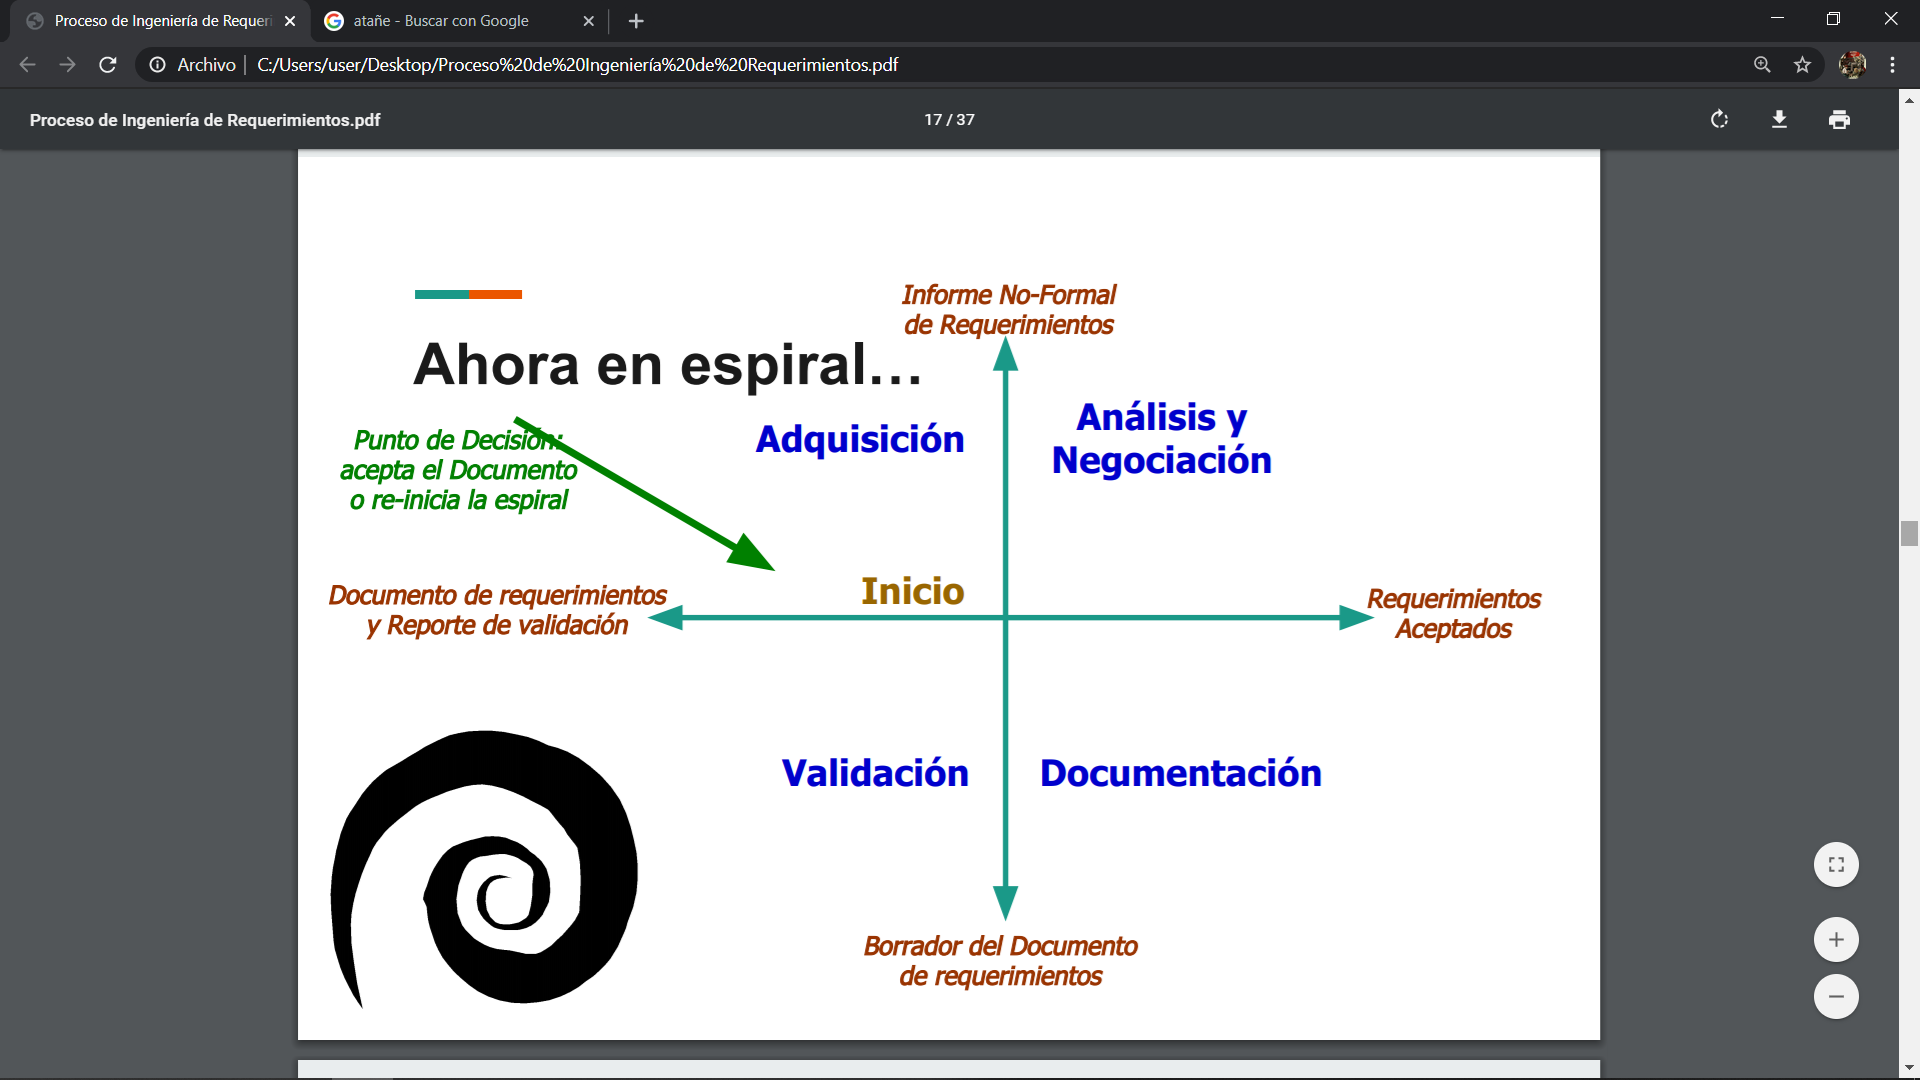 Proceso de Ingeniería de Requeri
atañe - Buscar con Google
Archivo
C:/Users/user/Desktop/Proceso%20de%20Ingeniería%20de%20Requerimientos.pdf
Proceso de Ingeniería de Requerimientos.pdf
17 / 37
Informe No-Formal
de Requerimientos
Ahora en espiral...
Análisis y
Negociación
Adquisición
Punto de Decisión:
acepta el Documento
o re-inicia la espiral
Inicio
Documento de requerimientos
y Reporte de validación
Requerimientos
Aceptados
Validación
Documentación
Borrador del Documento
de requerimientos